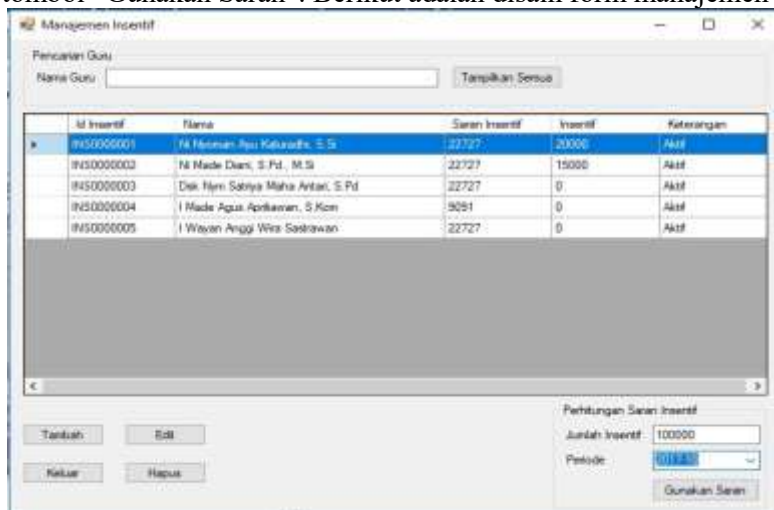 tombol "Gunakan Saran". Berikut adalah disain form manajemen
Manajemen Insentif
Pencarian Guru
Nama Guru
Tampilkan Semua
Id Insentif Nama Saran Insentif Insentif Keterangan
INS0000001 Ni Nyoman Ayu 22727 20000 Aktif
INS0000002 Ni Made Diani, S.Pd., M.Si 22727 15000 Aktif
INS0000003 Desk Nym Satriya Maha Antari, S.Pd 22727 0 Aktif
INS0000004 I Made Agus Aprikawan, S.Kom 9091 0 Aktif
INS0000005 I Wayan Anggi Wira Sastrawan 22727 0 Aktif
Perhitungan Saran Insentif
Tambah Edit
Jumlah Insentif 100000
Keluar Hapus
Periode
Gunakan Saran